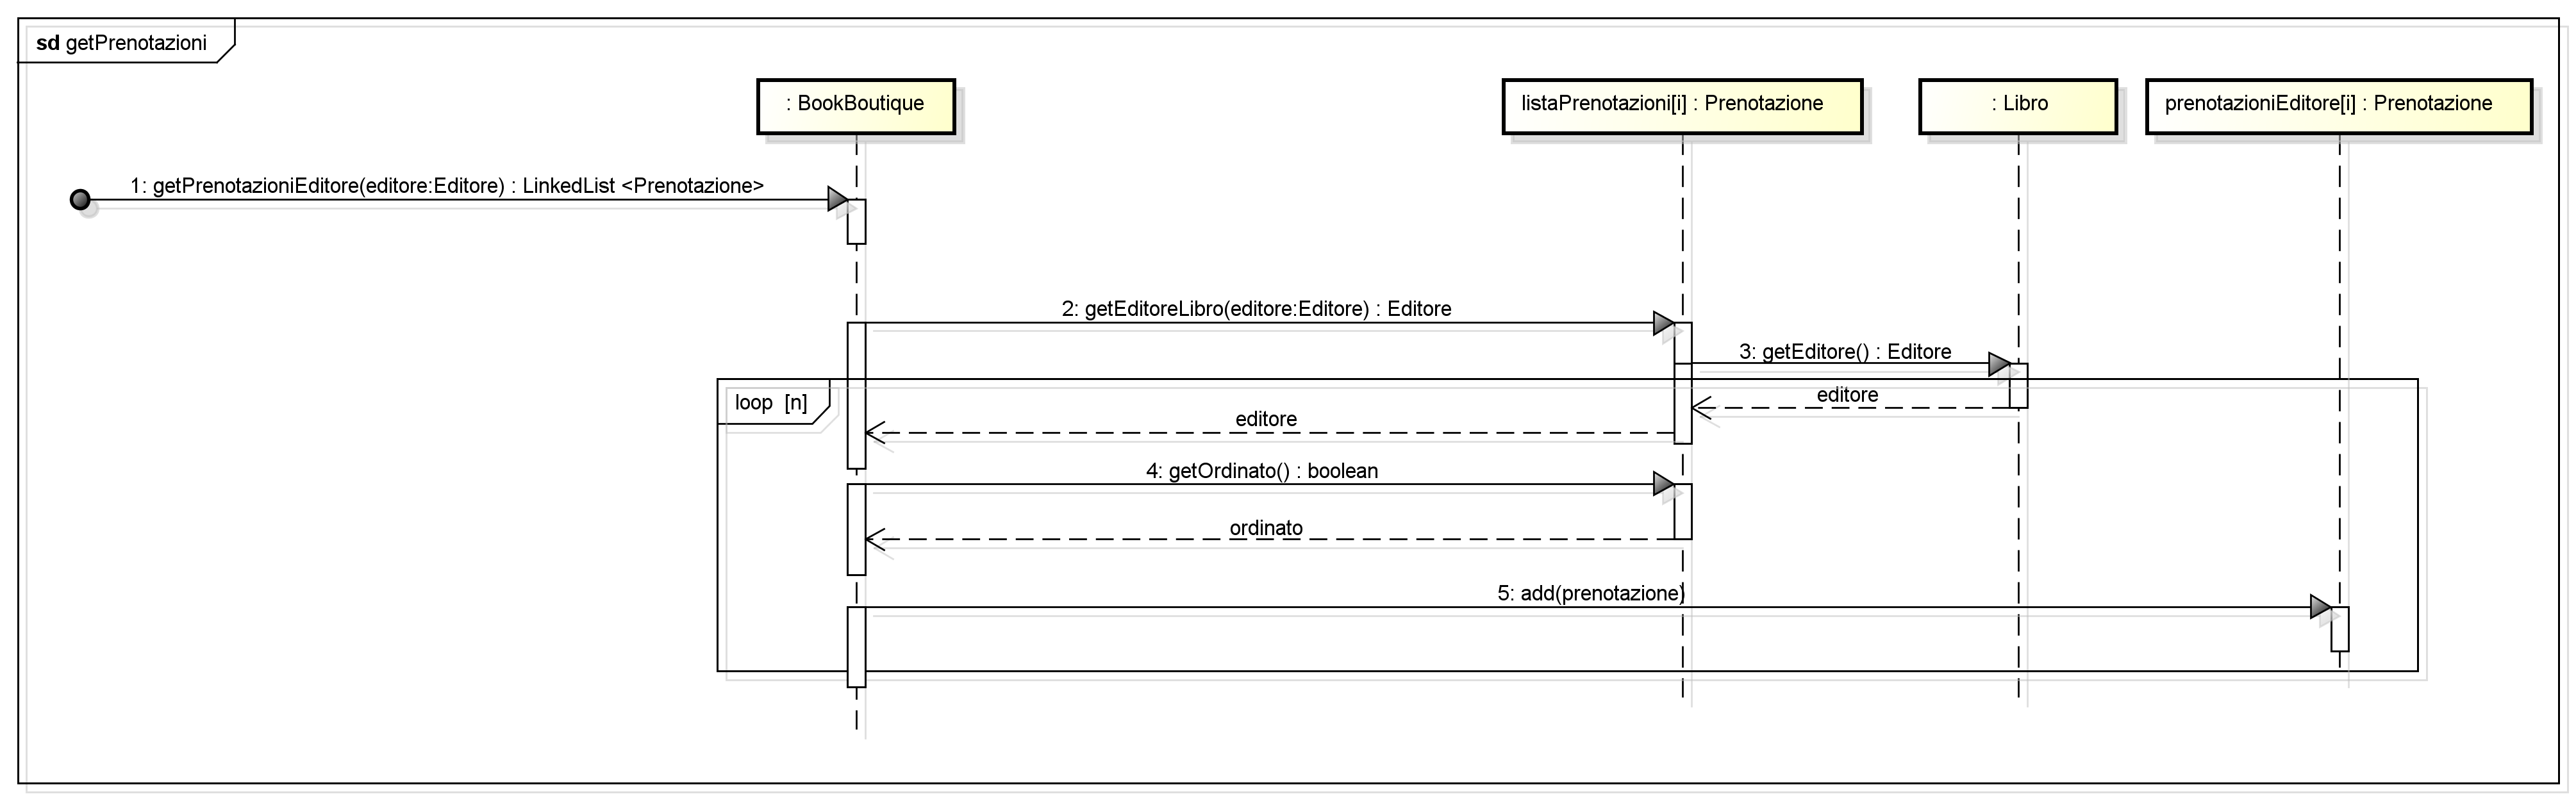 sd getPrenotazioni
: BookBoutique
listaPrenotazioni[i] : Prenotazione
: Libro
prenotazioniEditore[i] : Prenotazione
1: getPrenotazioniEditore(editore:Editore) : LinkedList <Prenotazione>
2: getEditoreLibro(editore:Editore) : Editore
3: getEditore() : Editore
loop [n]
editore
editore
4: getOrdinato() : boolean
ordinato
5: add(prenotazione)